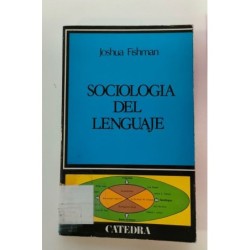 Joshua Fishman
SOCIOLOGIA
DEL
LENGUAJE
CATEDRA